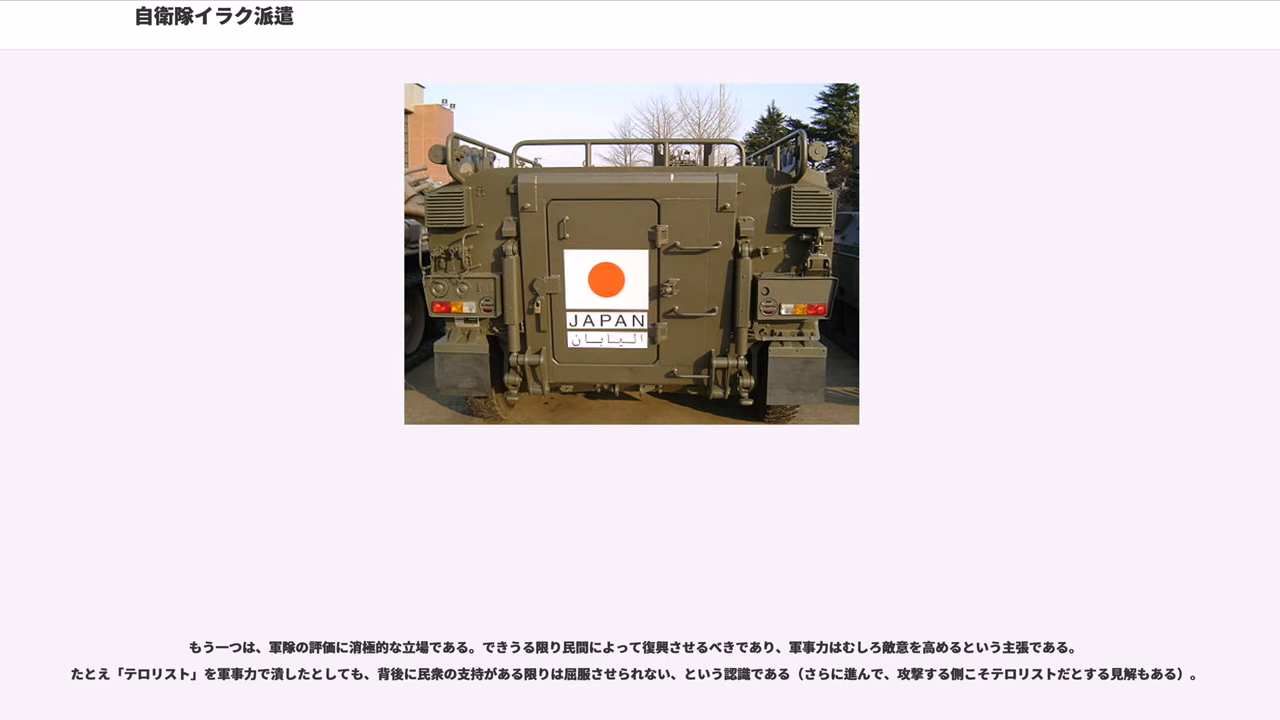 自衛隊イラク派遣
JAPAN
اليابان
もう一つは、軍隊の評価に消極的な立場である。できうる限り民間によって復興させるべきであり、軍事力はむしろ敵意を高めるという主張である。
たとえ「テロリスト」を軍事力で潰したとしても、背後に民衆の支持がある限りは屈服させられない、という認識である（さらに進んで、攻撃する側こそテロリストだとする見解もある）。